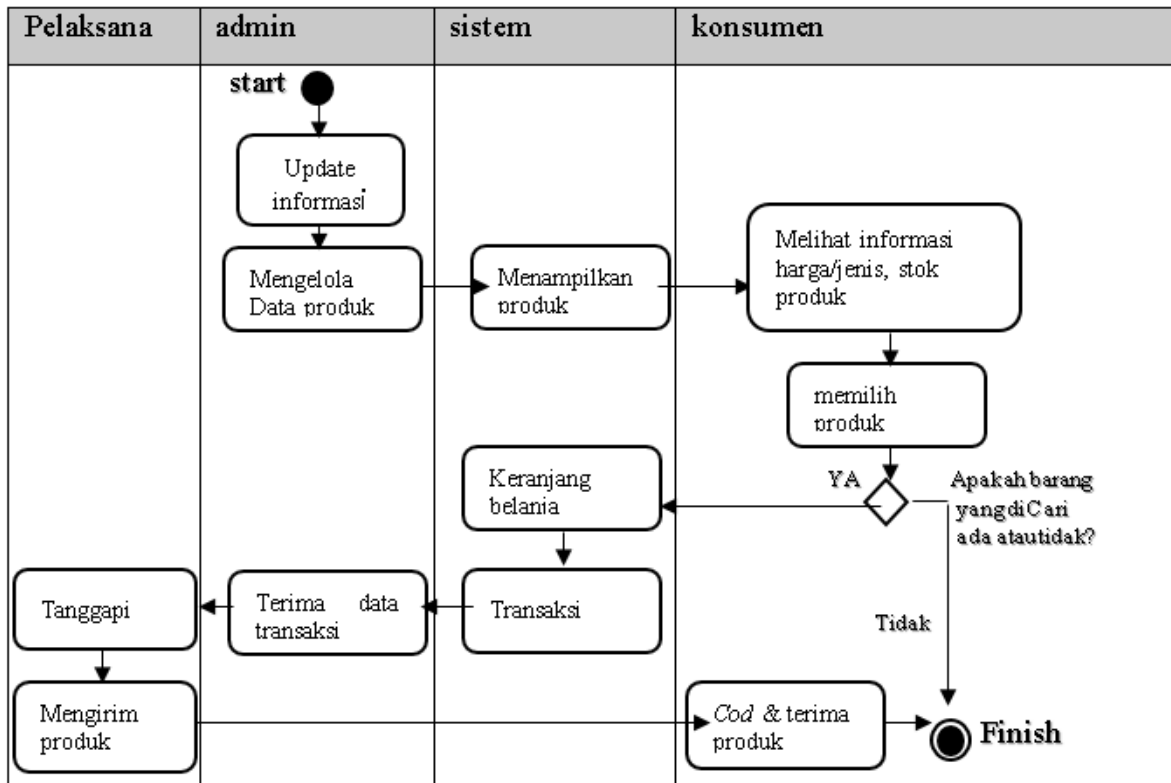 Pelaksana
admin
sistem
konsumen
start
Update
informasi
Mengelola
Data produk
Menampilkan
produk
Melihat informasi
harga/jenis, stok
produk
memilih
produk
YA
Apakah barang
yangdiCari
ada atautidak?
Keranjang
belania
Tanggapi
Terima data
transaksi
Transaksi
Tidak
Mengirim
produk
Cod & terima
produk
Finish